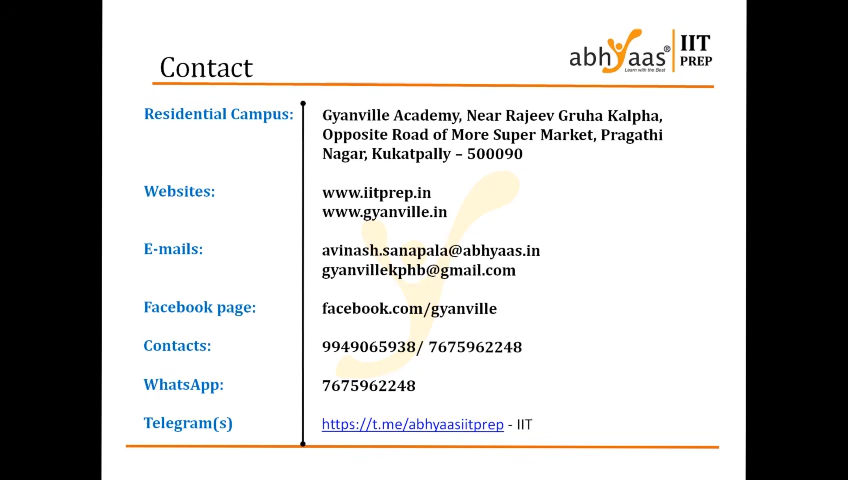 Contact
abhyaas®
Learn with the Best
IIT
PREP
Residential Campus:
Gyanville Academy, Near Rajeev Gruha Kalpha,
Opposite Road of More Super Market, Pragathi
Nagar, Kukatpally – 500090
Websites:
www.iitprep.in
www.gyanville.in
E-mails:
avinash.sanapala@abhyaas.in
gyanvillekphb@gmail.com
Facebook page:
facebook.com/gyanville
Contacts:
9949065938/ 7675962248
WhatsApp:
7675962248
Telegram(s)
https://t.me/abhyaasiitprep - IIT